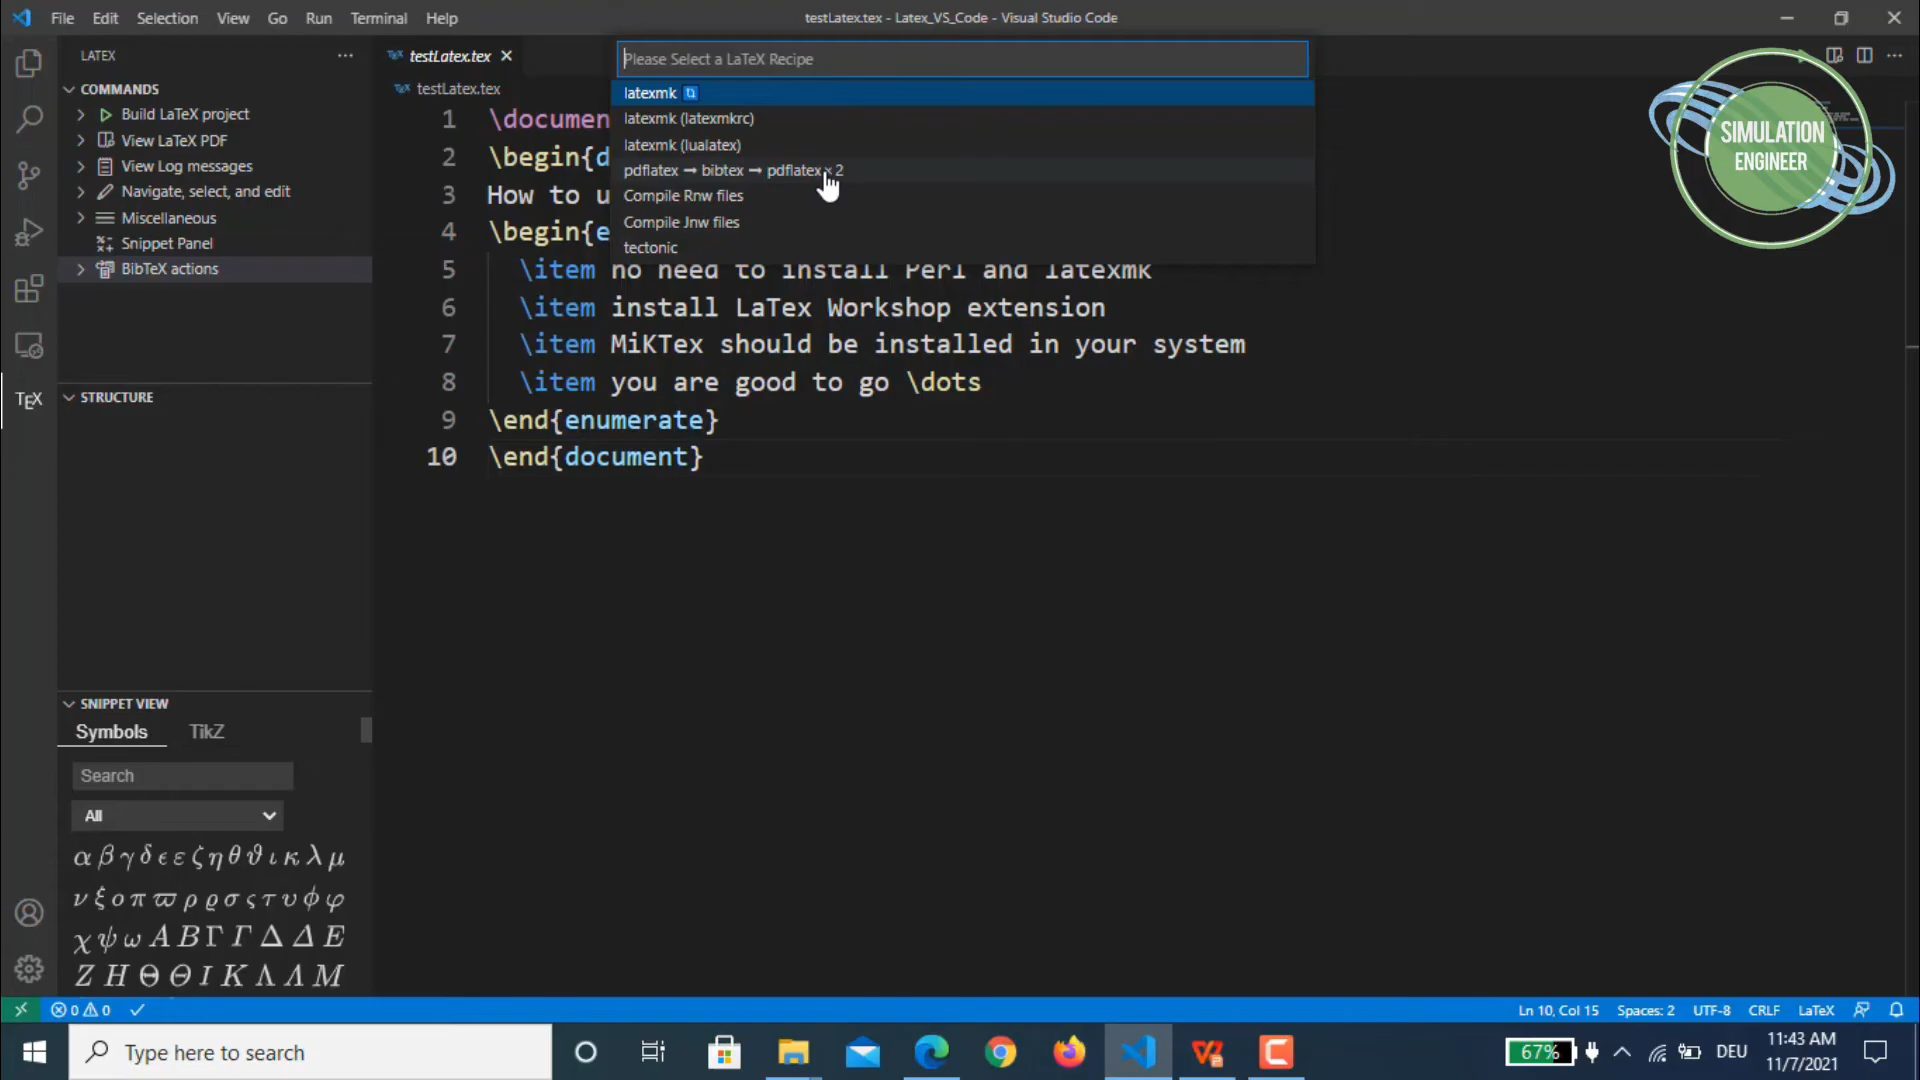 File Edit Selection View Go Run Terminal Help
testLatex.tex - Latex_VS_Code - Visual Studio Code
LATEX
testLatex.tex
Please Select a LaTeX Recipe
COMMANDS
Build LaTeX project
View LaTeX PDF
View Log messages
Navigate, select, and edit
Miscellaneous
Snippet Panel
BibTeX actions
TEX
STRUCTURE
testLatex.tex
latexmk
latexmk (latexmkrc)
latexmk (lualatex)
pdflatex → bibtex → pdflatex × 2
Compile Rnw files
Compile Jnw files
tectonic
1 \documen
2 \begin{d
3 How to u
4 \begin{e
5 \item no need to install Perl and latexmk
6 \item install LaTex Workshop extension
7 \item MiKTex should be installed in your system
8 \item you are good to go \dots
9 \end{enumerate}
10 \end{document}
SIMULATION
ENGINEER
SNIPPET VIEW
Symbols TikZ
Search
All
α β γ δ ϵ ε ζ η θ ϑ ι κ λ μ
ν ξ ο π ϖ ρ ϱ σ ς τ υ ϕ φ
χ ψ ω A B Γ Γ Δ Δ E
Z H Θ Θ I K Λ Λ M
0 0
Ln 10, Col 15 Spaces: 2 UTF-8 CRLF LaTeX
Type here to search
67%
DEU
11:43 AM
11/7/2021